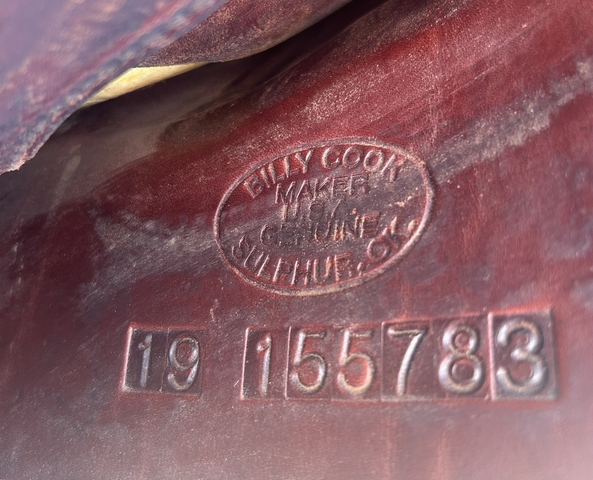 BILLY COOK
MAKER
U.S.A.
GENUINE
SULPHUR, OK.
19 155783